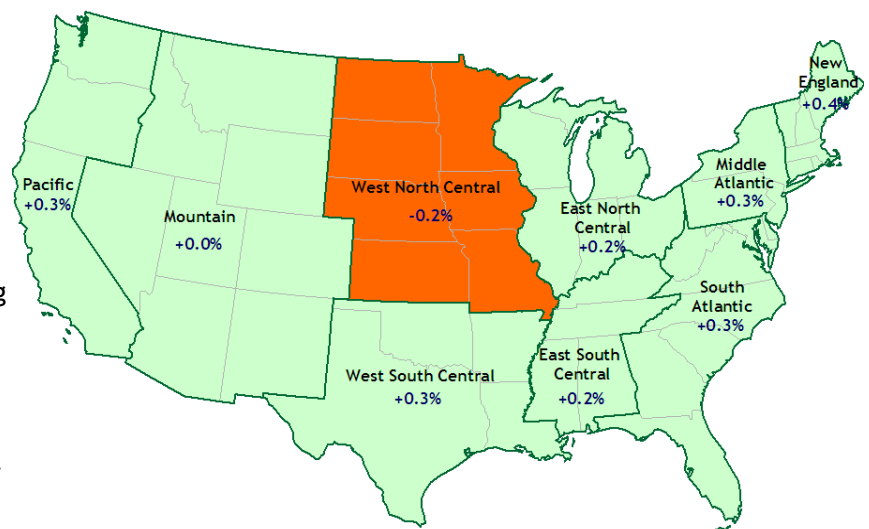 New
England
+0.4%
Pacific
+0.3%
Mountain
+0.0%
West North Central
-0.2%
East North
Central
+0.2%
Middle
Atlantic
+0.3%
South
Atlantic
+0.3%
West South Central
+0.3%
East South
Central
+0.2%
g